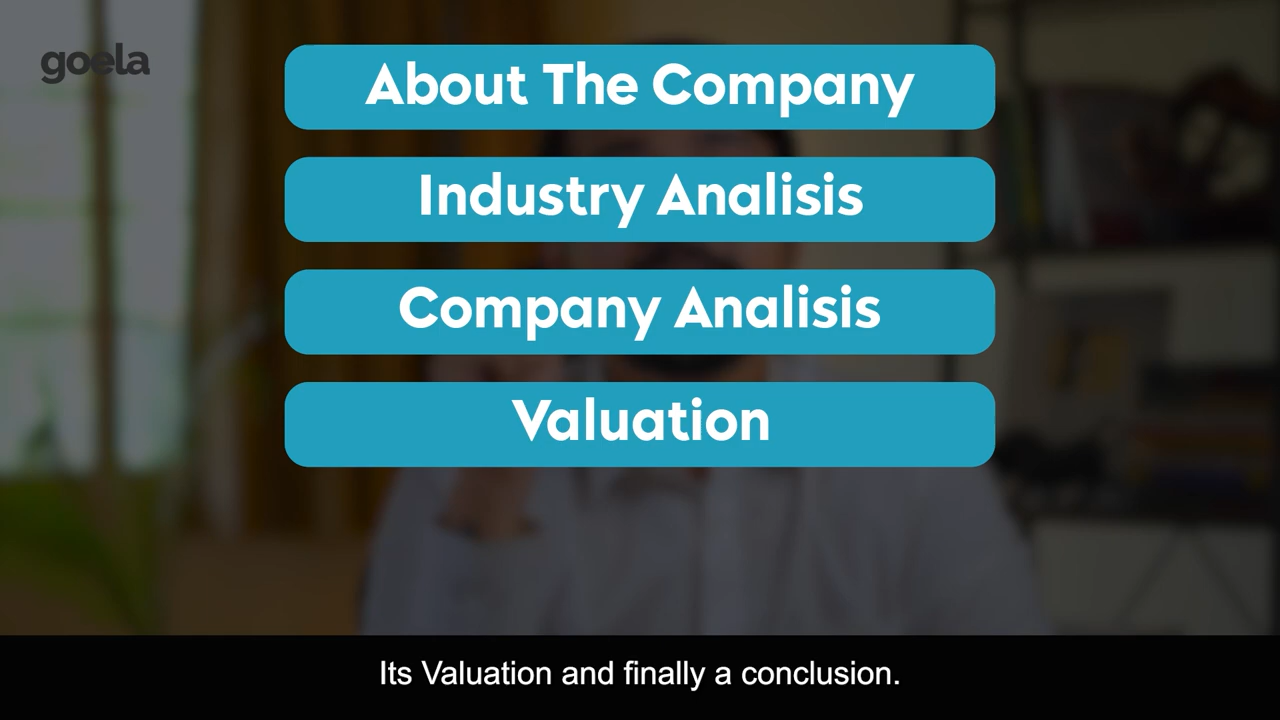 goela
About The Company
Industry Analisis
Company Analisis
Valuation
Its Valuation and finally a conclusion.